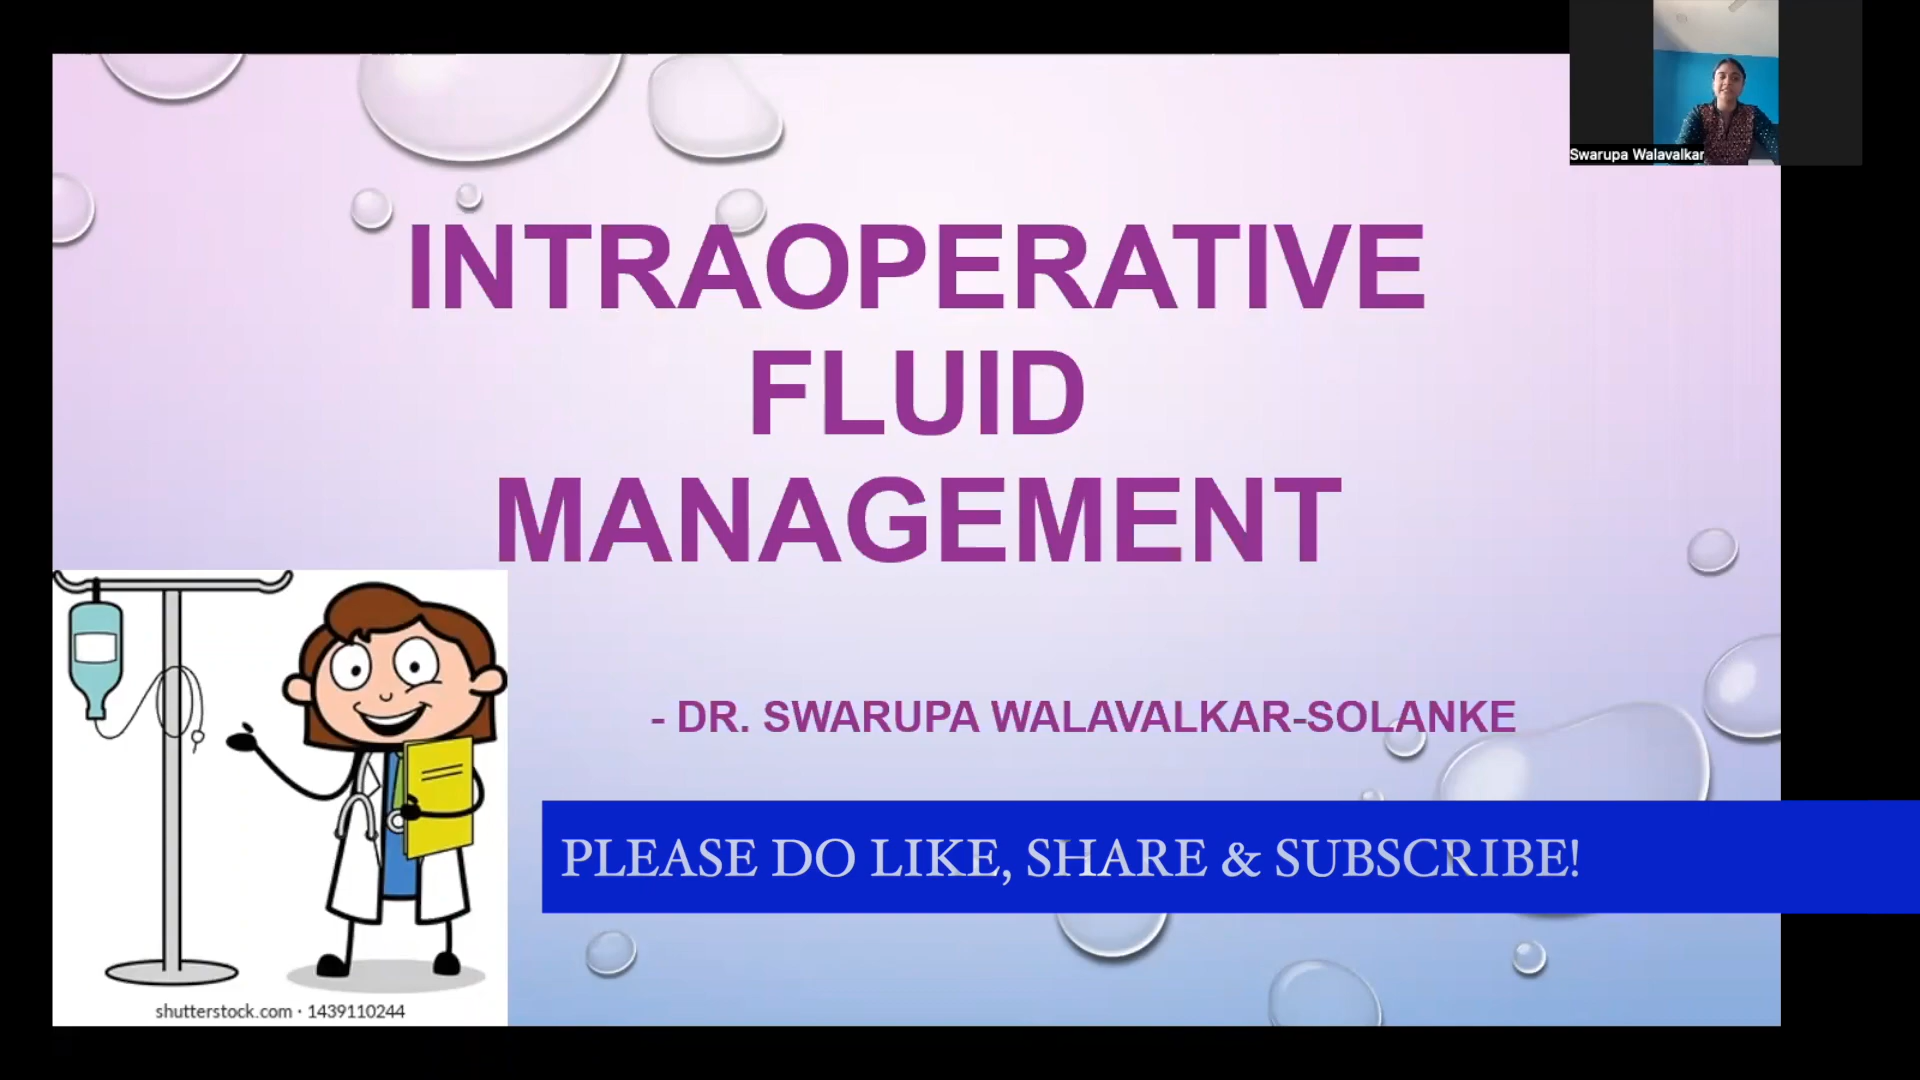 Swarupa Walavalkar
INTRAOPERATIVE
FLUID
MANAGEMENT
- DR. SWARUPA WALAVALKAR-SOLANKE
PLEASE DO LIKE, SHARE & SUBSCRIBE!
shutterstock.com · 1439110244